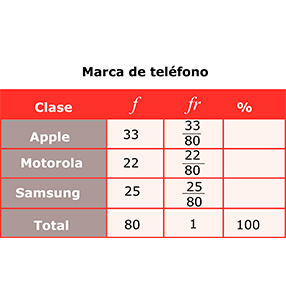 Marca de teléfono
Clase f fr %
Apple 33 33/80
Motorola 22 22/80
Samsung 25 25/80
Total 80 1 100